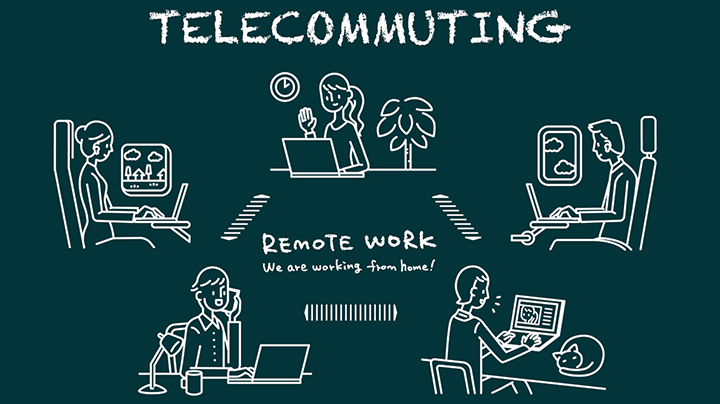 TELECOMMUTING
REMOTE WORK
We are working from home!